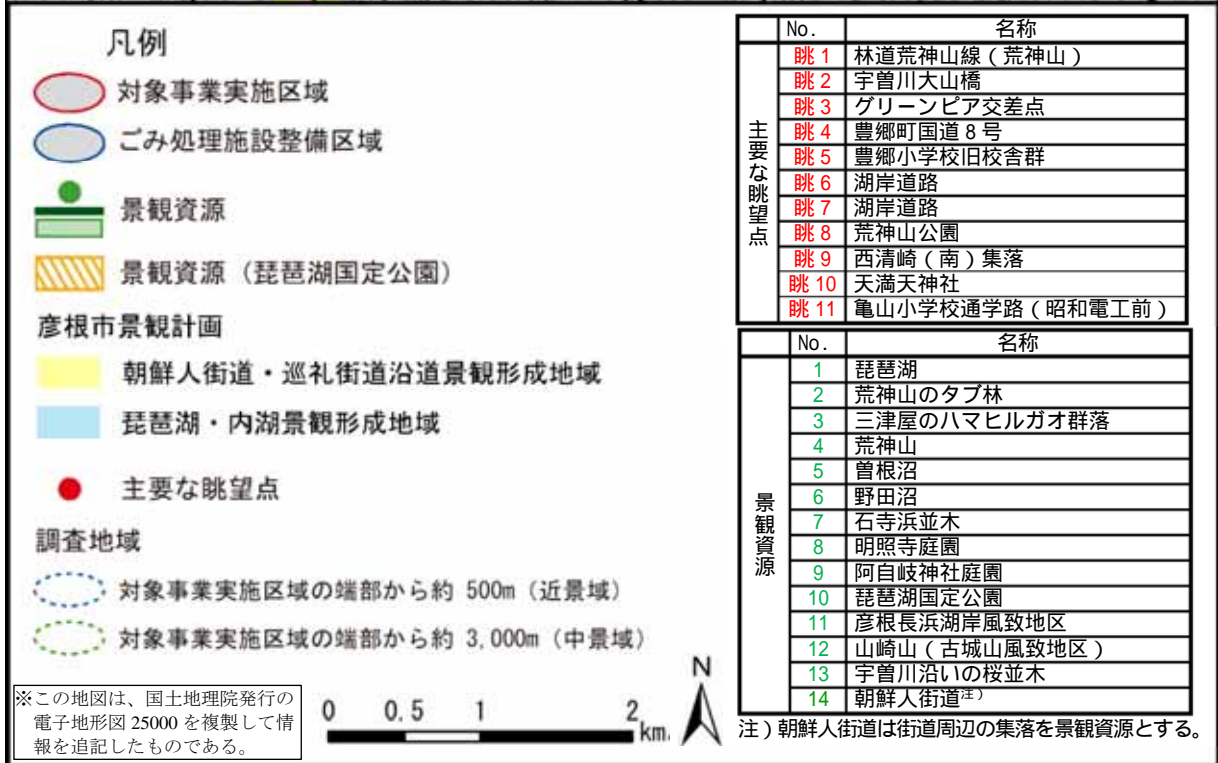 凡例
対象事業実施区域
ごみ処理施設整備区域
景観資源
景観資源（琵琶湖国定公園）
彦根市景観計画
朝鮮人街道・巡礼街道沿道景観形成地域
琵琶湖・内湖景観形成地域
主要な眺望点
調査地域
対象事業実施区域の端部から約 500m（近景域）
対象事業実施区域の端部から約 3,000m（中景域）
※この地図は、国土地理院発行の
電子地形図 25000 を複製して情
報を追記したものである。
0 0.5 1 2
km
N
No. 名称
主要な眺望点
眺 1 林道荒神山線（荒神山）
眺 2 宇曽川大山橋
眺 3 グリーンピア交差点
眺 4 豊郷町国道８号
眺 5 豊郷小学校旧校舎群
眺 6 湖岸道路
眺 7 湖岸道路
眺 8 荒神山公園
眺 9 西清崎（南）集落
眺 10 天満天神社
眺 11 亀山小学校通学路（昭和電工前）
No. 名称
景観資源
1 琵琶湖
2 荒神山のタブ林
3 三津屋のハマヒルガオ群落
4 荒神山
5 曽根沼
6 野田沼
7 石寺浜並木
8 明照寺庭園
9 阿自岐神社庭園
10 琵琶湖国定公園
11 彦根長浜湖岸風致地区
12 山崎山（古城山風致地区）
13 宇曽川沿いの桜並木
14 朝鮮人街道注）
注）朝鮮人街道は街道周辺の集落を景観資源とする。